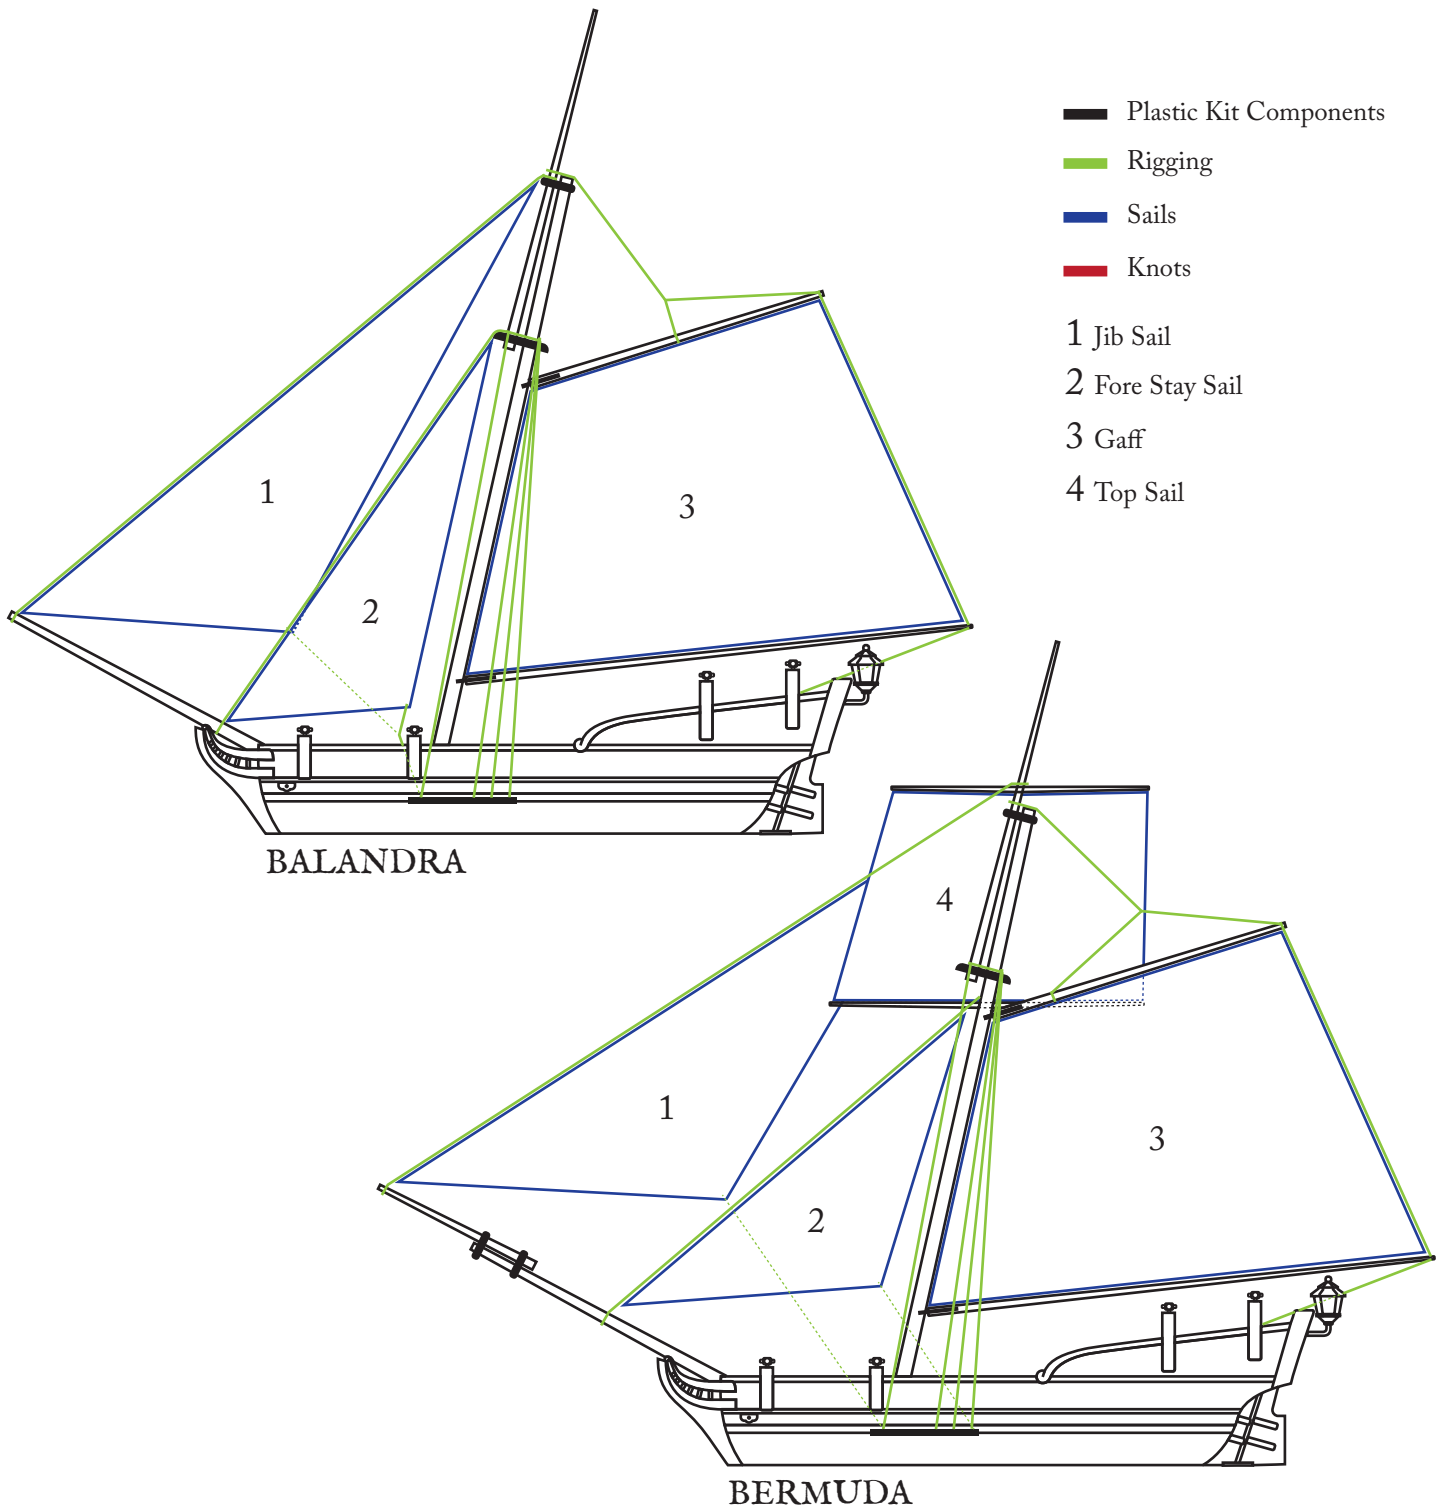 Plastic Kit Components
Rigging
Sails
Knots
1 Jib Sail
2 Fore Stay Sail
3 Gaff
4 Top Sail
1
2
3
BALANDRA
4
1
2
3
BERMUDA